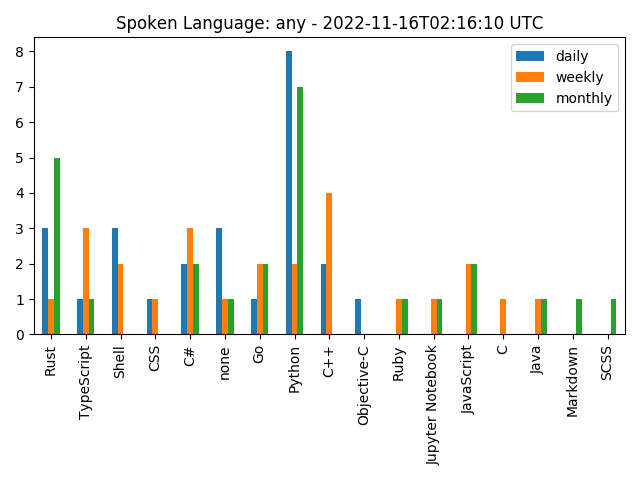 Spoken Language: any - 2022-11-16T02:16:10 UTC
daily
weekly
monthly
8
7
6
5
4
3
2
1
0
Rust
TypeScript
Shell
CSS
C#
none
Go
Python
C++
Objective-C
Ruby
Jupyter Notebook
JavaScript
C
Java
Markdown
SCSS